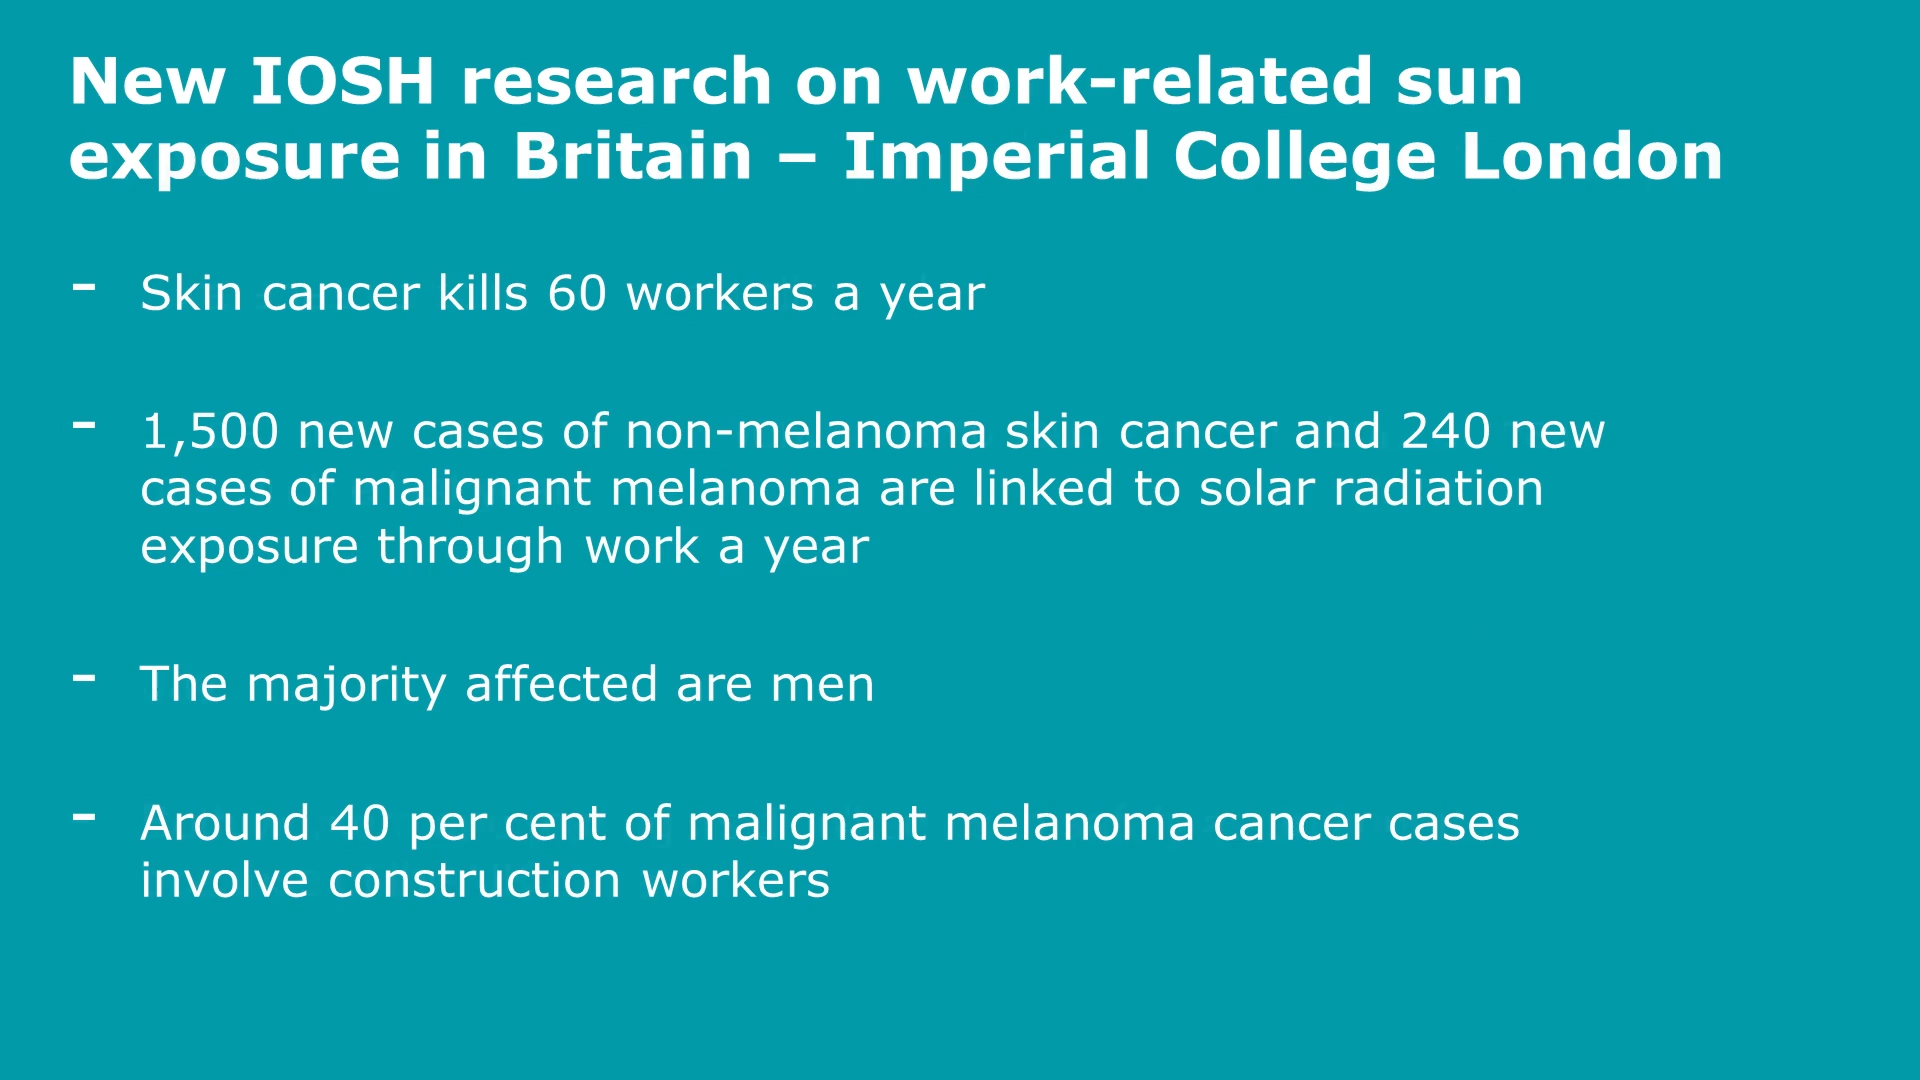 New IOSH research on work-related sun
exposure in Britain – Imperial College London
- Skin cancer kills 60 workers a year
- 1,500 new cases of non-melanoma skin cancer and 240 new
cases of malignant melanoma are linked to solar radiation
exposure through work a year
- The majority affected are men
- Around 40 per cent of malignant melanoma cancer cases
involve construction workers